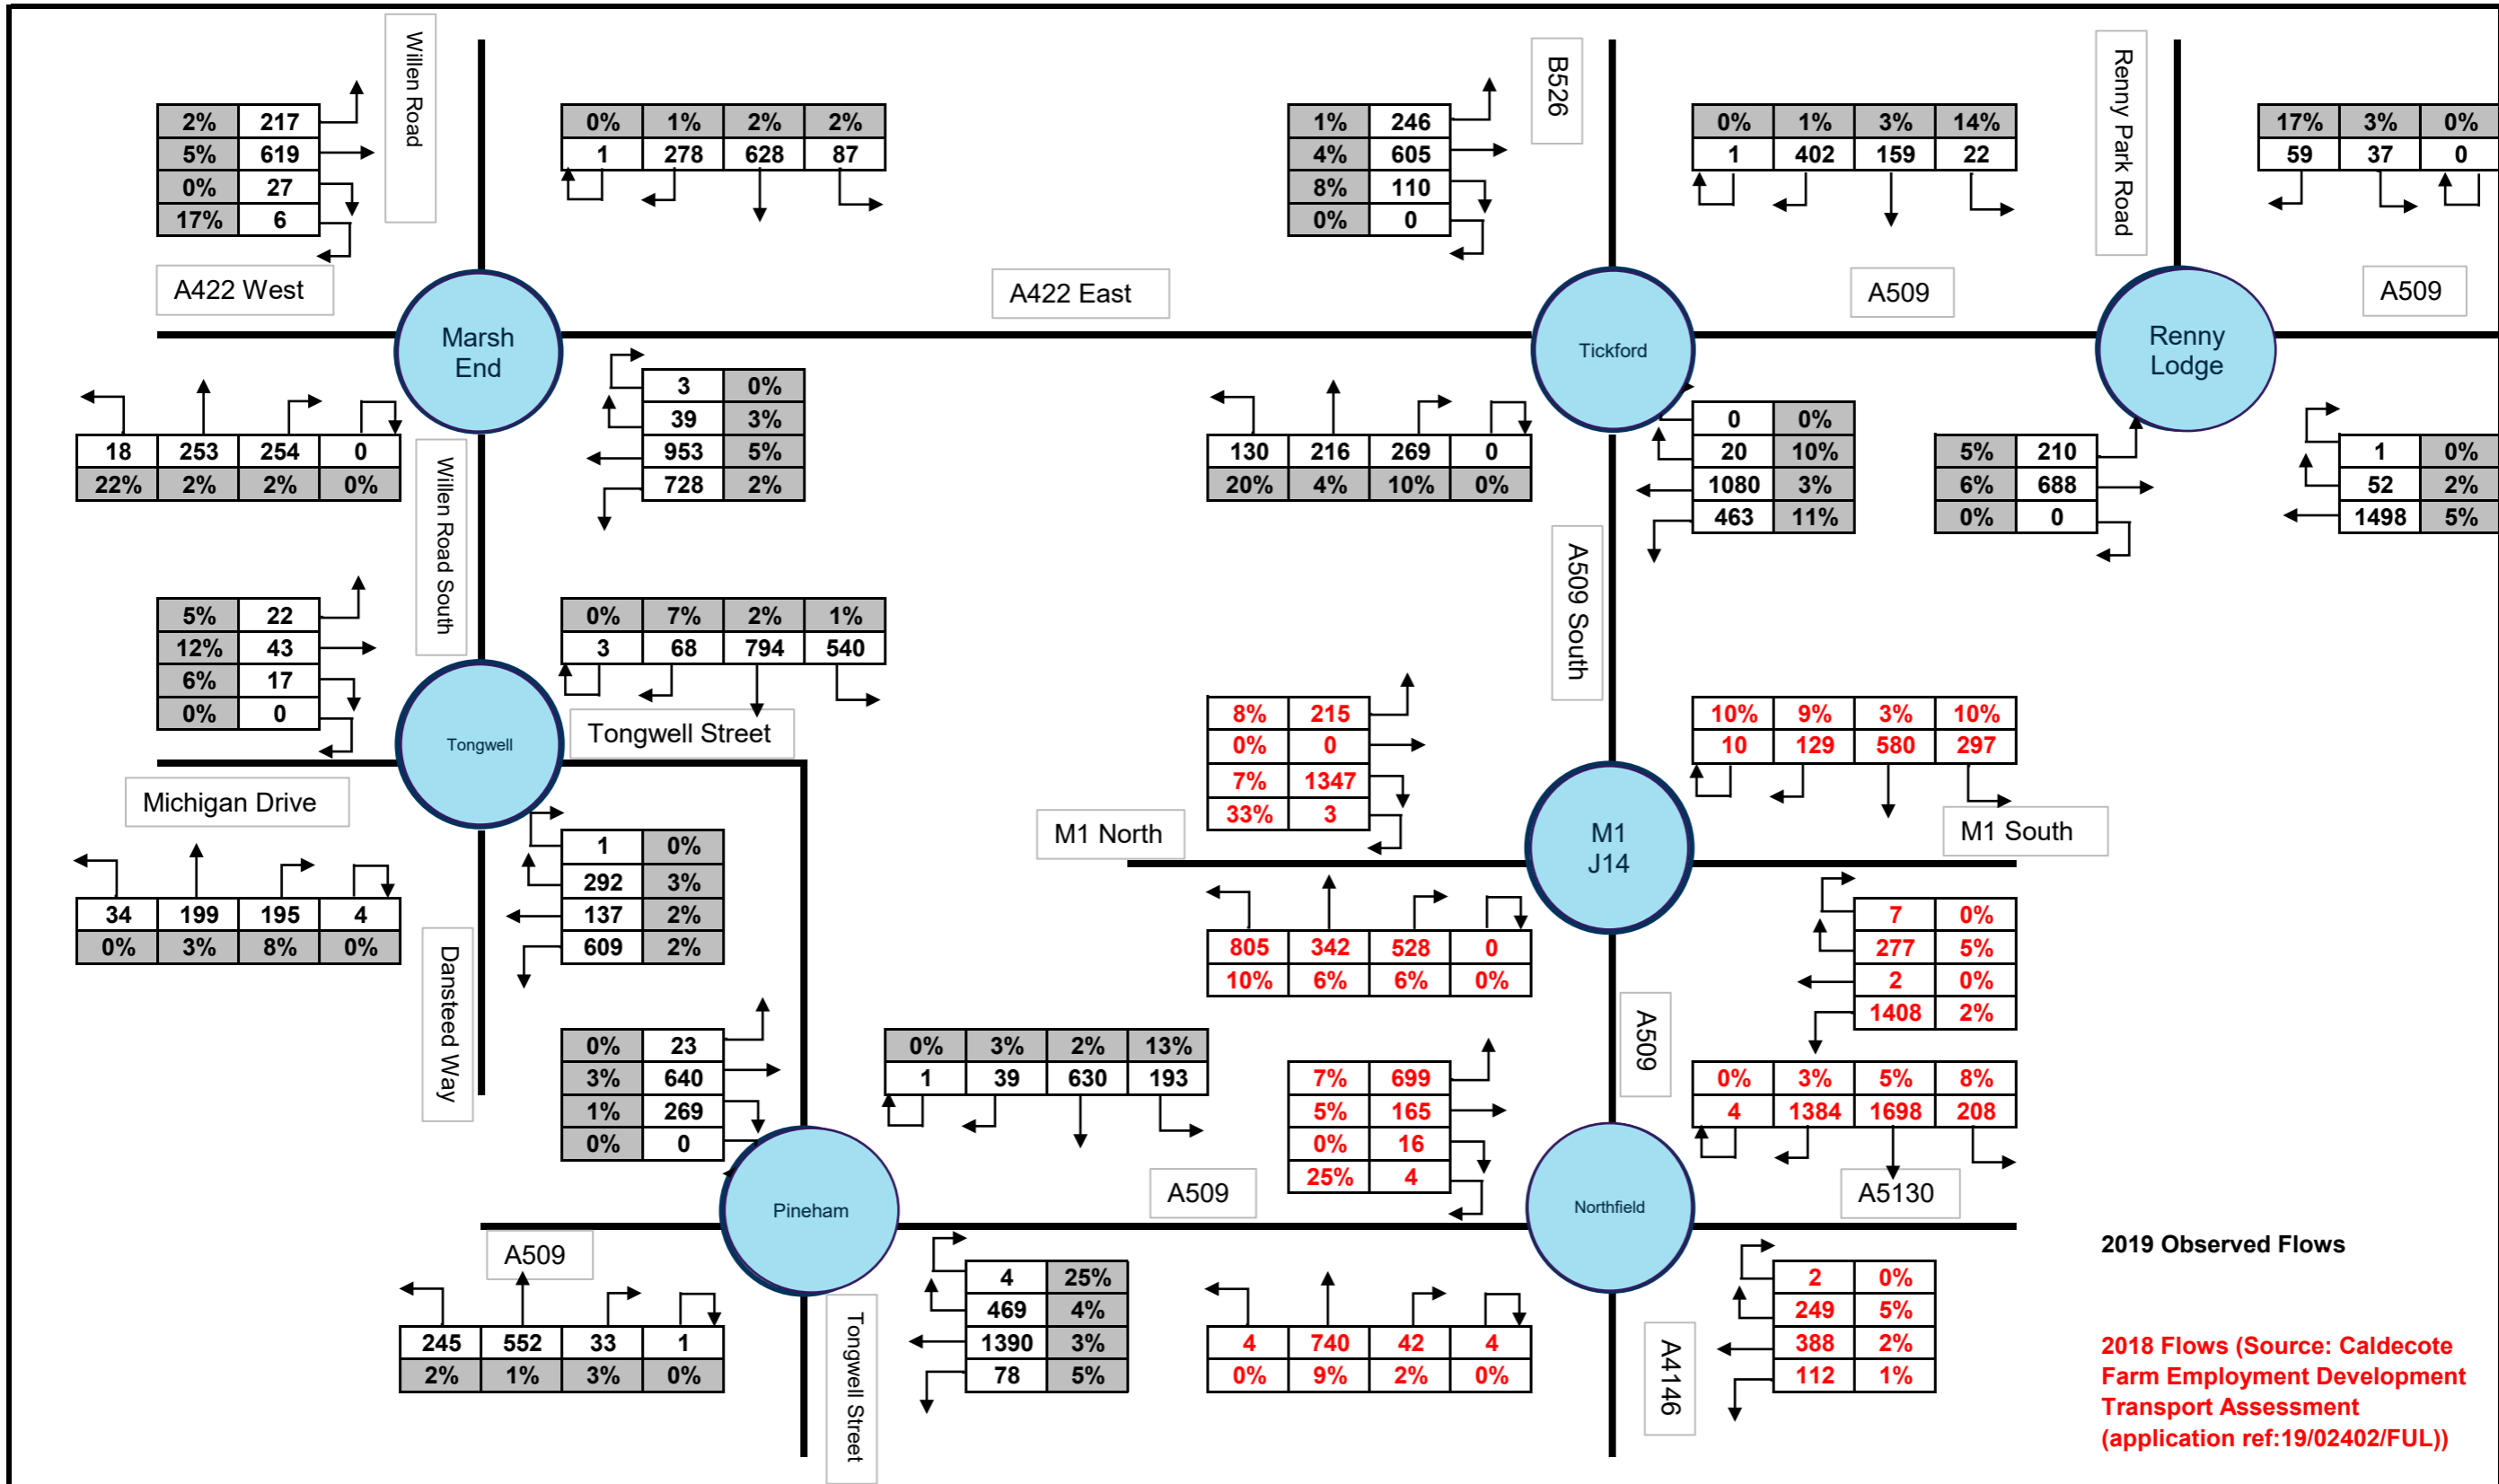 Willen Road
2% 217
5% 619
0% 27
17% 6
0% 1% 2% 2%
1 278 628 87
B526
1% 246
4% 605
8% 110
0% 0
0% 1% 3% 14%
1 402 159 22
Renny Park Road
17% 3% 0%
59 37 0
A422 West
A422 East
A509
A509
Marsh
End
Tickford
Renny
Lodge
18 253 254 0
22% 2% 2% 0%
Willen Road South
3 0%
39 3%
953 5%
728 2%
130 216 269 0
20% 4% 10% 0%
A509 South
0 0%
20 10%
1080 3%
463 11%
5% 210
6% 688
0% 0
1 0%
52 2%
1498 5%
5% 22
12% 43
6% 17
0% 0
0% 7% 2% 1%
3 68 794 540
Tongwell
Tongwell Street
Michigan Drive
8% 215
0% 0
7% 1347
33% 3
10% 9% 3% 10%
10 129 580 297
M1 North
M1
J14
M1 South
34 199 195 4
0% 3% 8% 0%
Dansteed Way
1 0%
292 3%
137 2%
609 2%
805 342 528 0
10% 6% 6% 0%
A509
7 0%
277 5%
2 0%
1408 2%
0% 23
3% 640
1% 269
0% 0
0% 3% 2% 13%
1 39 630 193
7% 699
5% 165
0% 16
25% 4
0% 3% 5% 8%
4 1384 1698 208
A509
A5130
Pineham
Northfield
A509
245 552 33 1
2% 1% 3% 0%
Tongwell Street
4 25%
469 4%
1390 3%
78 5%
4 740 42 4
0% 9% 2% 0%
A4146
2 0%
249 5%
388 2%
112 1%
2019 Observed Flows
2018 Flows (Source: Caldecote
Farm Employment Development
Transport Assessment
(application ref:19/02402/FUL))